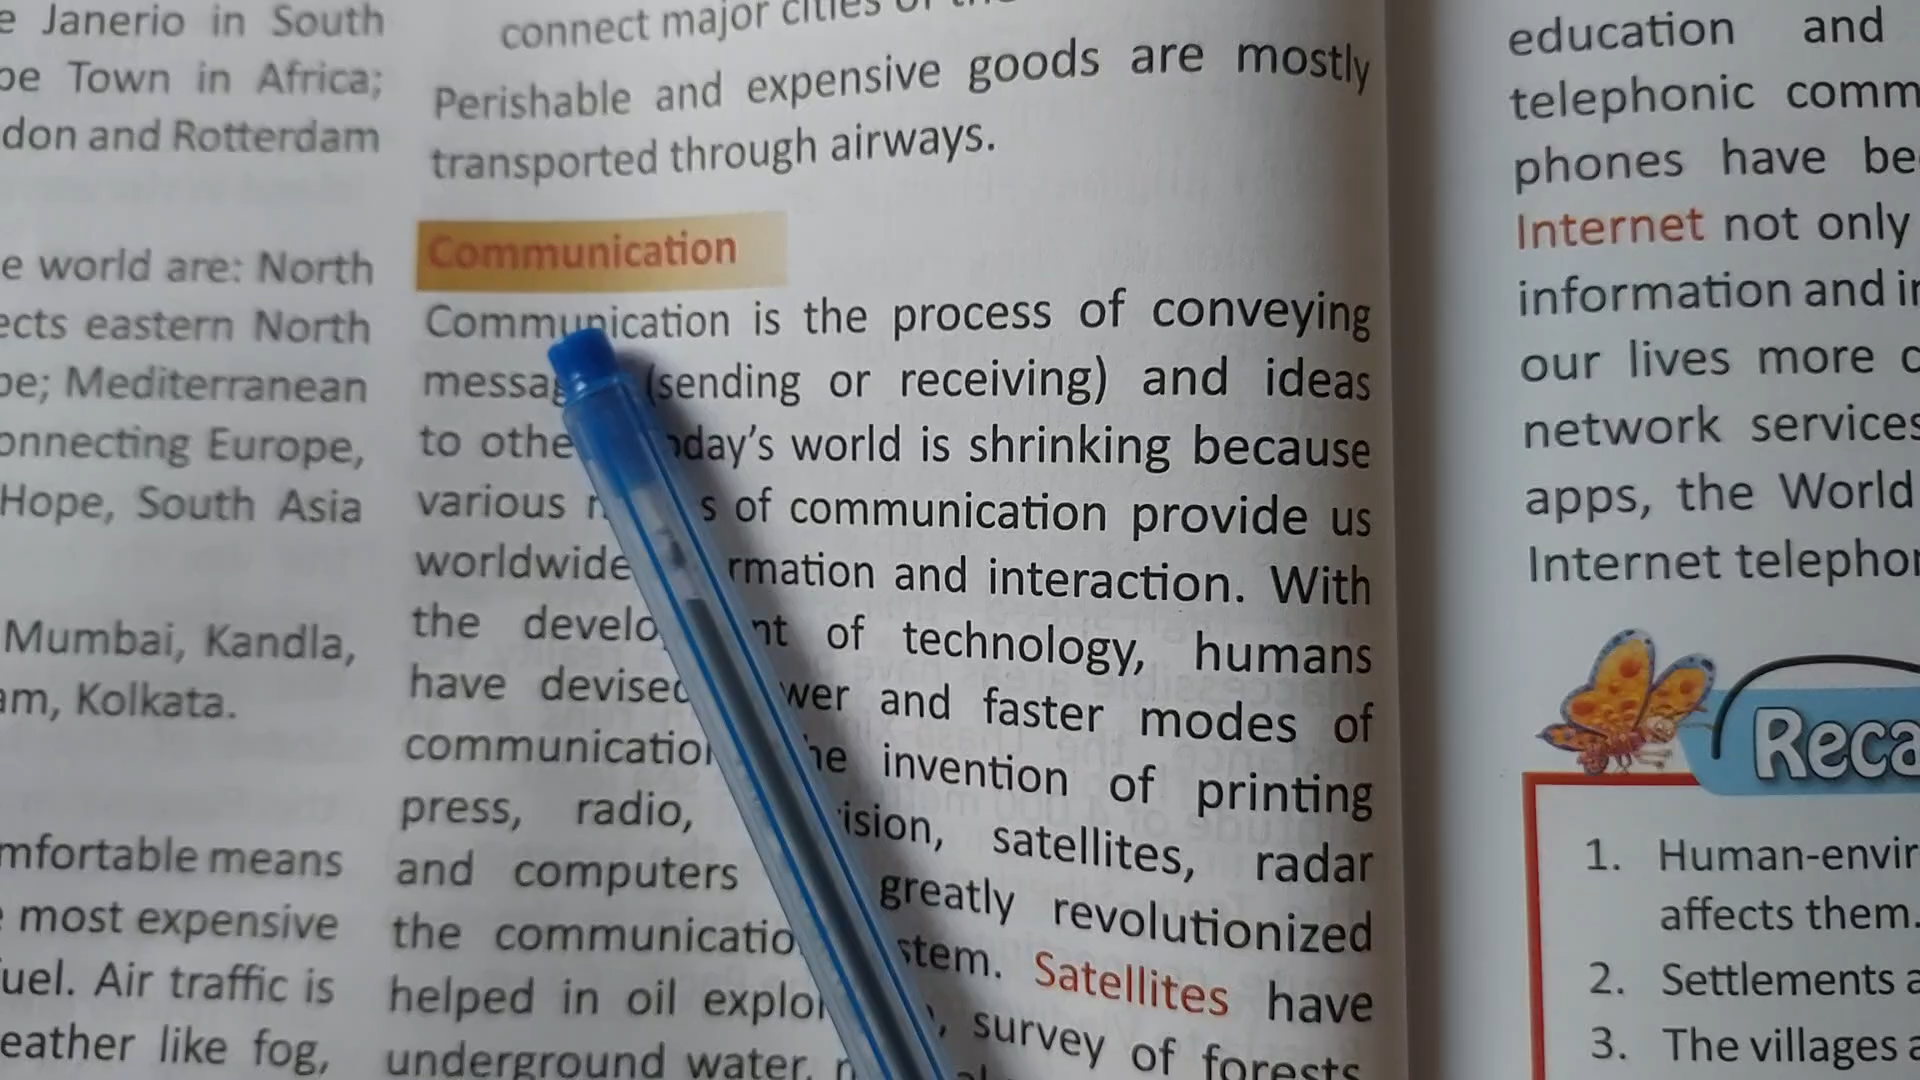 Janerio in South
Town in Africa;
don and Rotterdam
e world are: North
ects eastern North
Mediterranean
onnecting Europe,
Hope, South Asia
Mumbai, Kandla,
am, Kolkata.
mfortable means
most expensive
uel. Air traffic is
eather like fog,
connect major cities
Perishable and expensive goods are mostly
transported through airways.
Communication
Communication is the process of conveying
messag (sending or receiving) and ideas
to othe day's world is shrinking because
various s of communication provide us
worldwide rmation and interaction. With
the develo nt of technology, humans
have devised wer and faster modes of
communication he invention of printing
press, radio, ision, satellites, radar
and computers greatly revolutionized
the communicatio stem. Satellites have
helped in oil explor survey of forests,
underground water,
education and
telephonic comm
phones have be
Internet not only
information and in
our lives more c
network services
apps, the World
Internet telephon
Reca
1. Human-envir
affects them.
2. Settlements a
3. The villages a